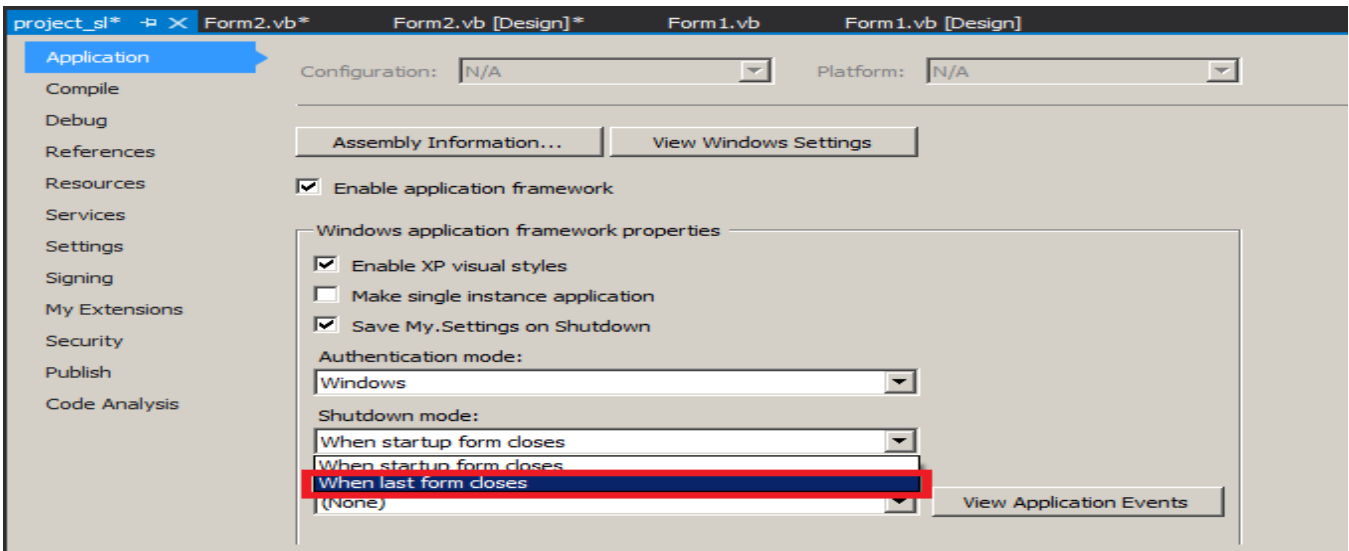 project_sl* Form2.vb* Form2.vb [Design]* Form1.vb Form1.vb [Design]
Application
Compile
Debug
References
Resources
Services
Settings
Signing
My Extensions
Security
Publish
Code Analysis
Configuration: N/A Platform: N/A
Assembly Information... View Windows Settings
Enable application framework
Windows application framework properties
Enable XP visual styles
Make single instance application
Save My.Settings on Shutdown
Authentication mode:
Windows
Shutdown mode:
When startup form closes
When startup form closes
When last form closes
(None) View Application Events